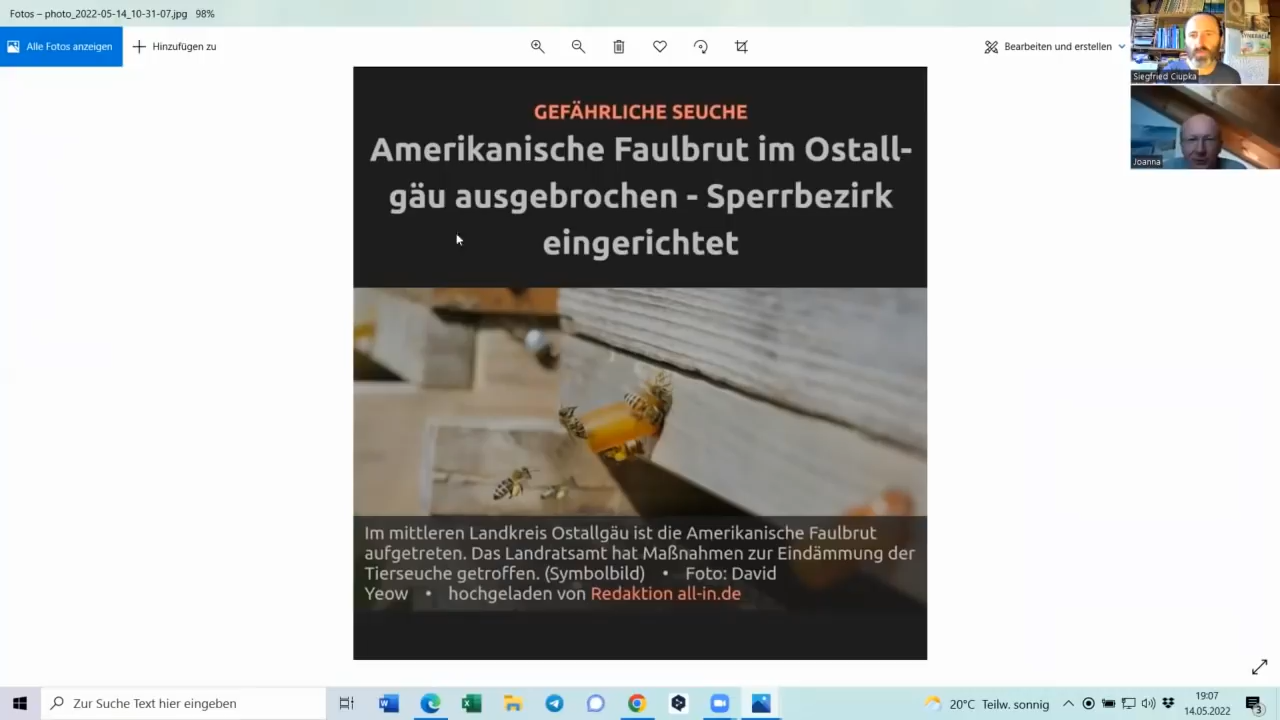 Fotos – photo_2022-05-14_10-31-07.jpg 98%
Alle Fotos anzeigen
Hinzufügen zu
Bearbeiten und erstellen
Siegfried Ciupka
Joanna
GEFÄHRLICHE SEUCHE
Amerikanische Faulbrut im Ostall-
gäu ausgebrochen - Sperrbezirk
eingerichtet
Im mittleren Landkreis Ostallgäu ist die Amerikanische Faulbrut
aufgetreten. Das Landratsamt hat Maßnahmen zur Eindämmung der
Tierseuche getroffen. (Symbolbild) • Foto: David
Yeow • hochgeladen von Redaktion all-in.de
Zur Suche Text hier eingeben
20°C Teilw. sonnig
19:07
14.05.2022
3